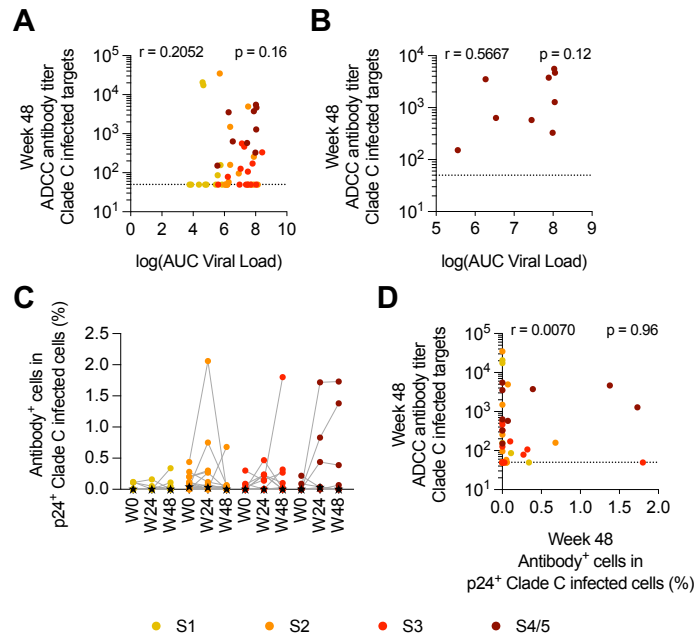 A
r = 0.2052
p = 0.16
Week 48
ADCC antibody titer
Clade C infected targets
10⁵
10⁴
10³
10²
10¹
0 2 4 6 8 10
log(AUC Viral Load)
B
r = 0.5667
p = 0.12
Week 48
ADCC antibody titer
Clade C infected targets
10⁴
10³
10²
10¹
5 6 7 8 9
log(AUC Viral Load)
C
Antibody⁺ cells in
p24⁺ Clade C infected cells (%)
2.5
2.0
1.5
1.0
0.5
0.0
W0 W24 W48 W0 W24 W48 W0 W24 W48 W0 W24 W48
D
r = 0.0070
p = 0.96
Week 48
ADCC antibody titer
Clade C infected targets
10⁵
10⁴
10³
10²
10¹
0.0 0.5 1.0 1.5 2.0
Week 48
Antibody⁺ cells in
p24⁺ Clade C infected cells (%)
S1 S2 S3 S4/5